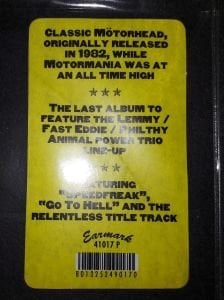 Classic Motörhead,
originally released
in 1982, while
Motormania was at
an all time high
★★★
The last album to
feature the Lemmy /
Fast Eddie / Philthy
Animal power trio
line-up
★★
Featuring
"Speedfreak",
"Go To Hell" and the
relentless title track
Earmark
41017 P
8013252490170